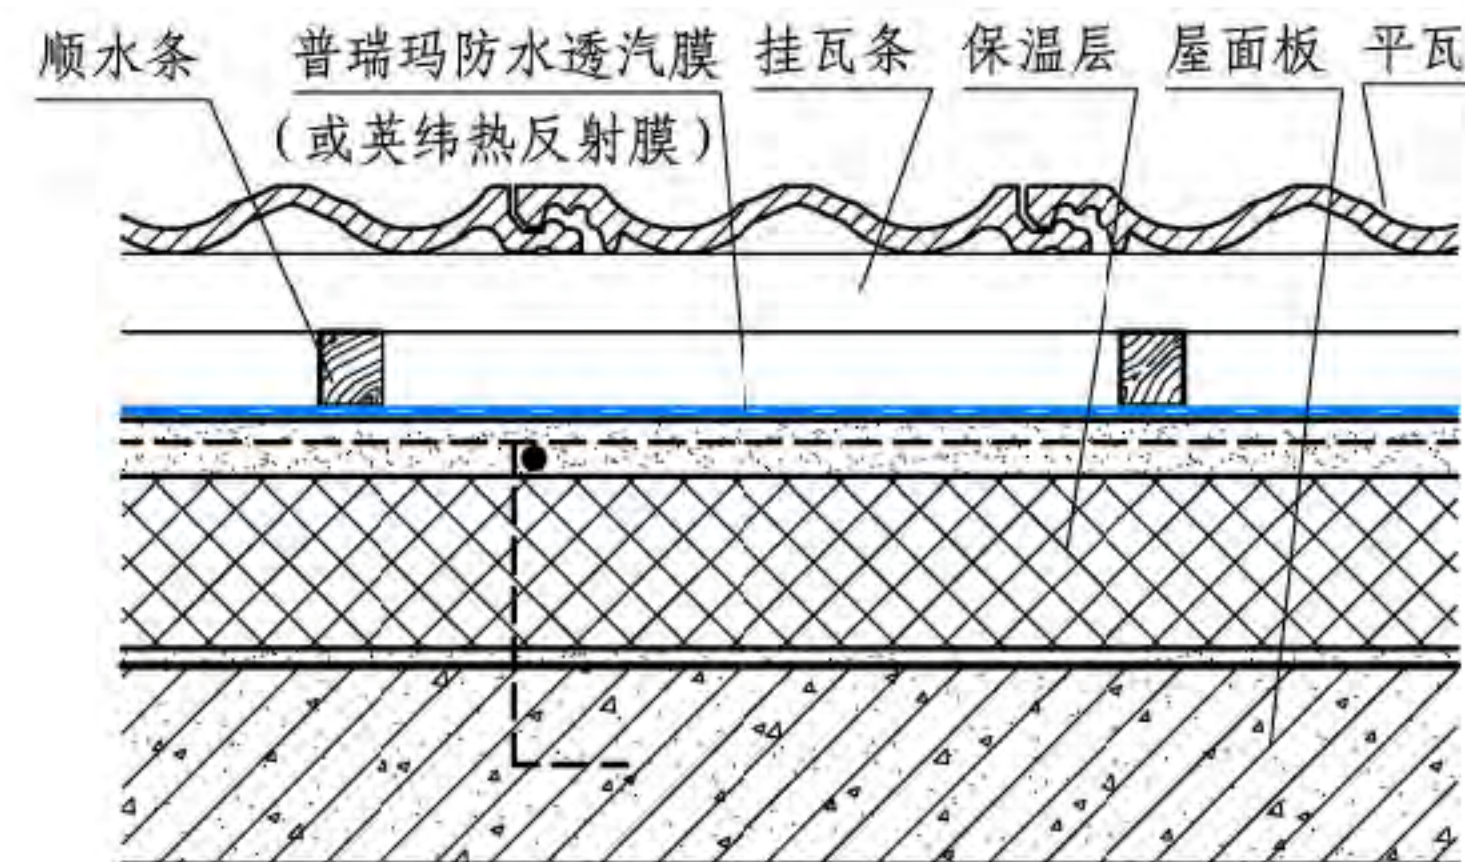 顺水条
普瑞玛防水透汽膜
(或英纬热反射膜)
挂瓦条
保温层
屋面板
平瓦